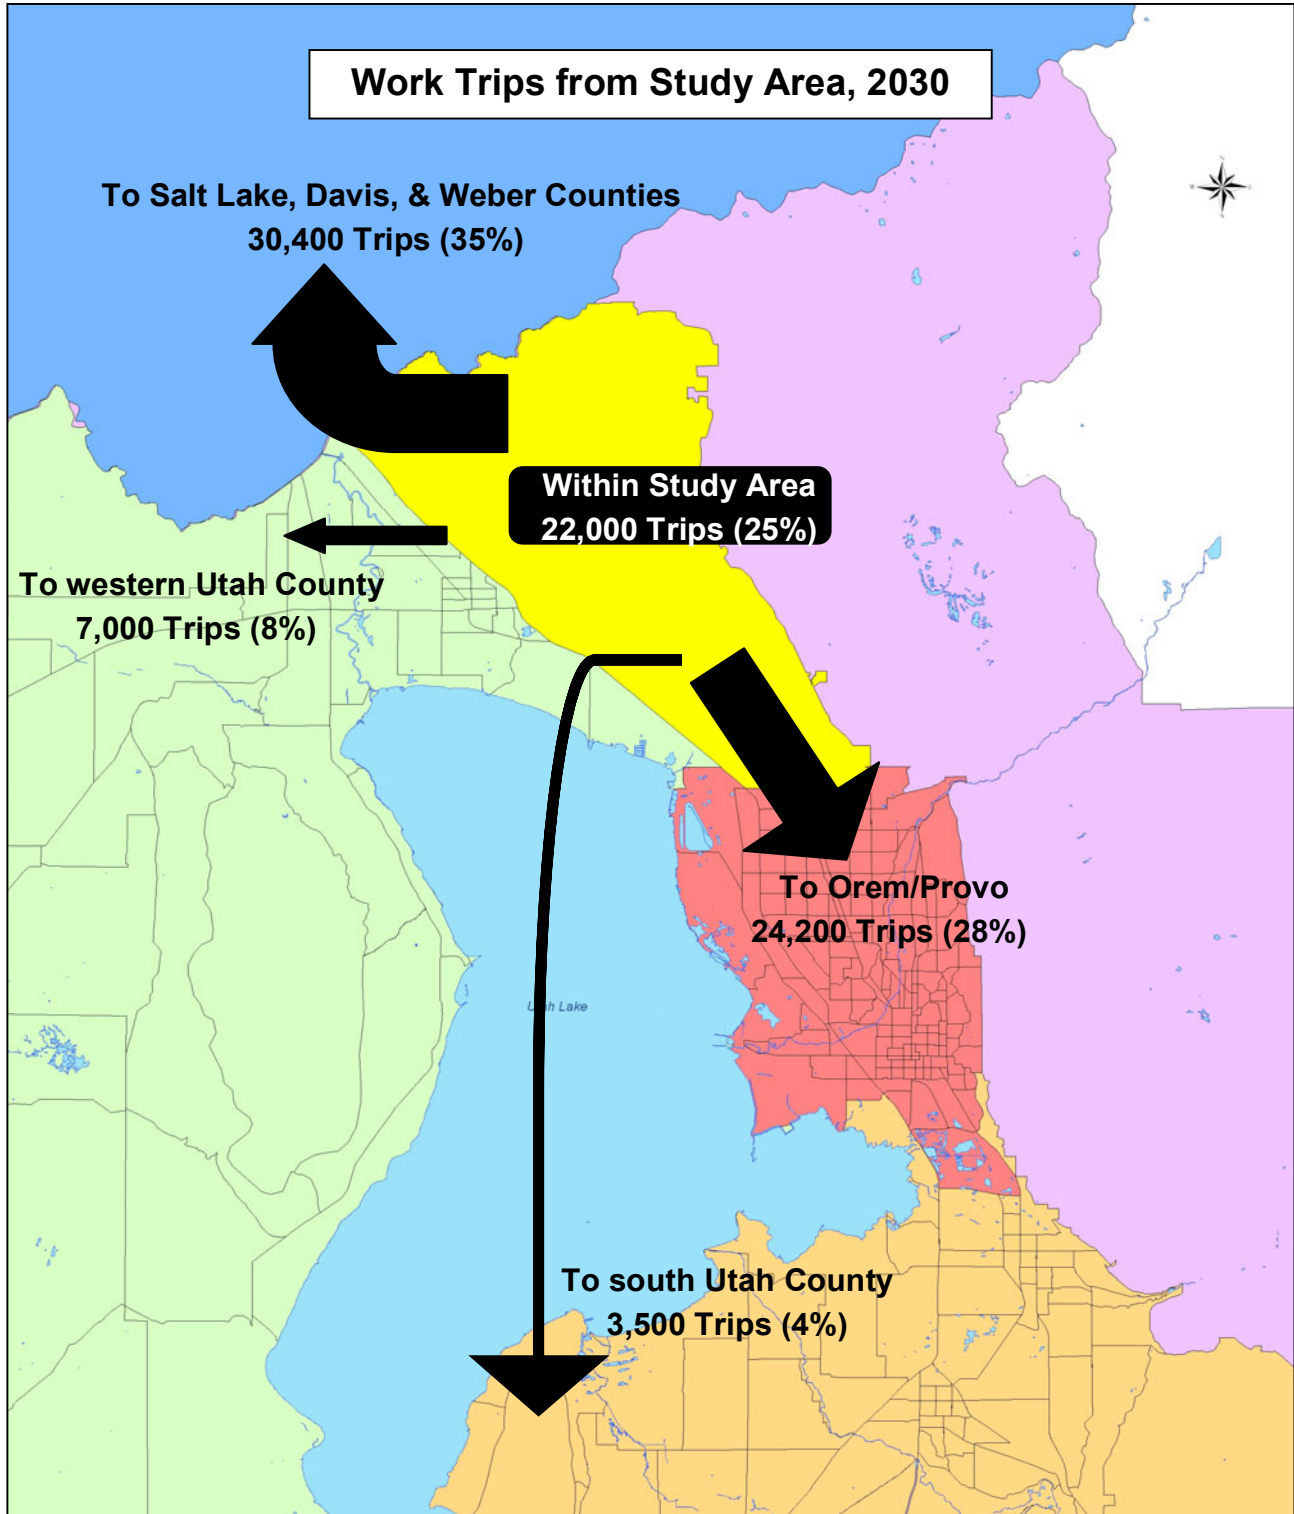 Work Trips from Study Area, 2030
To Salt Lake, Davis, & Weber Counties
30,400 Trips (35%)
Within Study Area
22,000 Trips (25%)
To western Utah County
7,000 Trips (8%)
To Orem/Provo
24,200 Trips (28%)
Utah Lake
To south Utah County
3,500 Trips (4%)